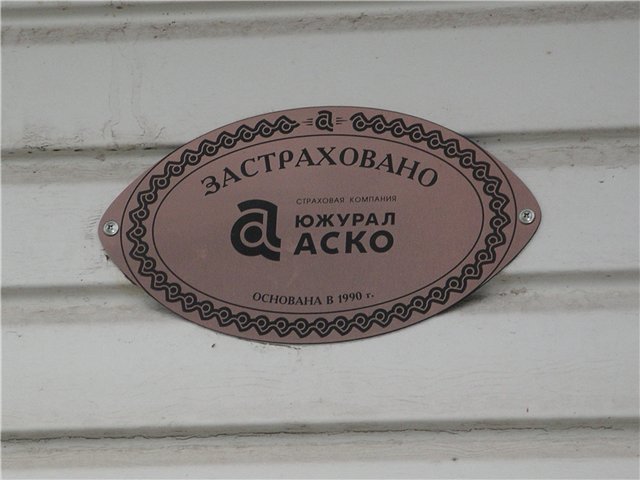 а
ЗАСТРАХОВАНО
СТРАХОВАЯ КОМПАНИЯ
а ЮЖУРАЛ
АСКО
ОСНОВАНА В 1990 г.